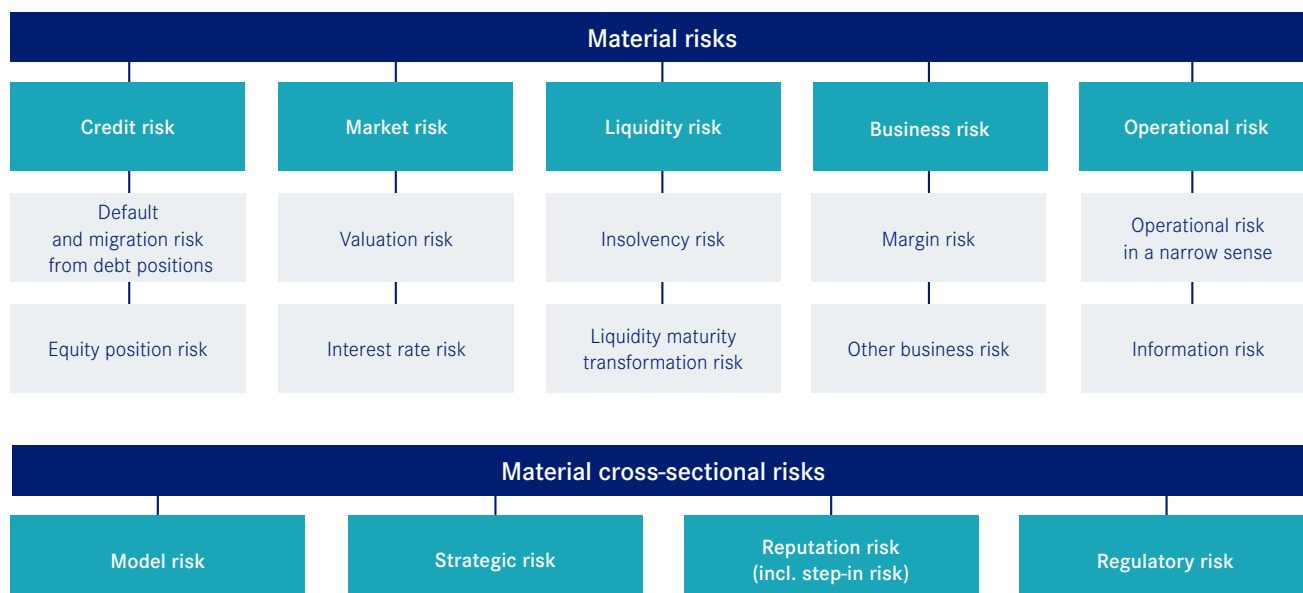 Material risks
Credit risk
Market risk
Liquidity risk
Business risk
Operational risk
Default
and migration risk
from debt positions
Valuation risk
Insolvency risk
Margin risk
Operational risk
in a narrow sense
Equity position risk
Interest rate risk
Liquidity maturity
transformation risk
Other business risk
Information risk
Material cross-sectional risks
Model risk
Strategic risk
Reputation risk
(incl. step-in risk)
Regulatory risk